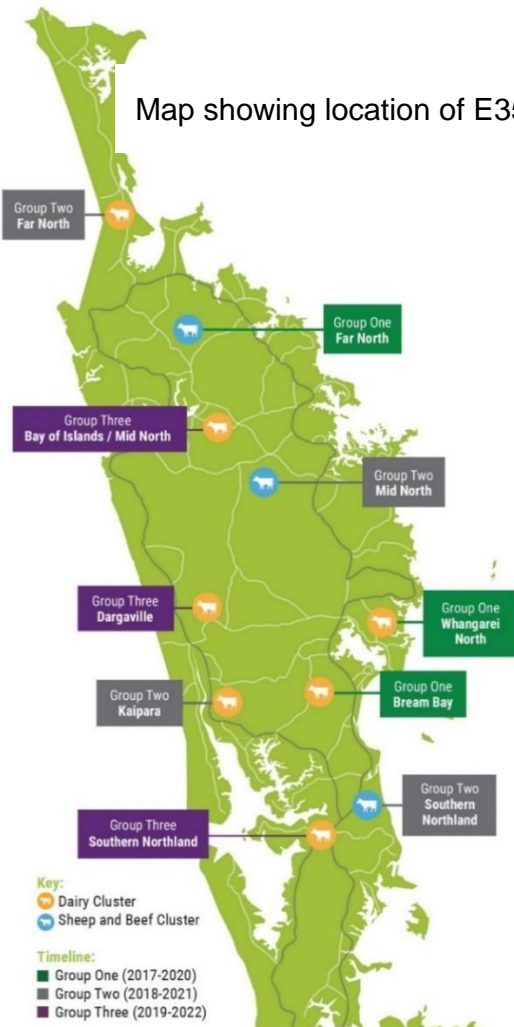 Map showing location of E35
Group Two
Far North
Group One
Far North
Group Three
Bay of Islands / Mid North
Group Two
Mid North
Group Three
Dargaville
Group One
Whangarei
North
Group One
Bream Bay
Group Two
Kaipara
Group Two
Southern
Northland
Group Three
Southern Northland
Key:
Dairy Cluster
Sheep and Beef Cluster
Timeline:
Group One (2017-2020)
Group Two (2018-2021)
Group Three (2019-2022)